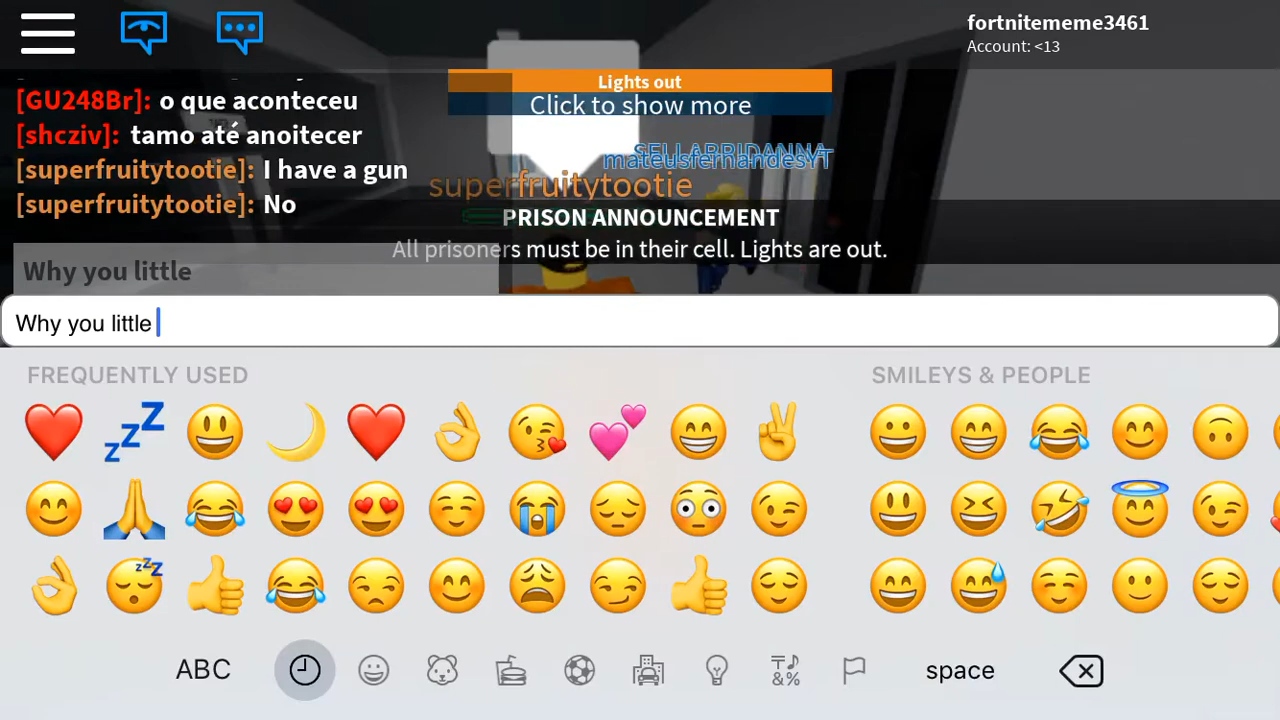 fortnitememe3461
Account: <13
[GU248Br]: o que aconteceu
[shcziv]: tamo até anoitecer
[superfruitytootie]: I have a gun
[superfruitytootie]: No
Lights out
Click to show more
SELLARRIDANNA
mateusfernandesYT
superfruitytootie
PRISON ANNOUNCEMENT
All prisoners must be in their cell. Lights are out.
Why you little
Why you little
FREQUENTLY USED
SMILEYS & PEOPLE
ABC
space